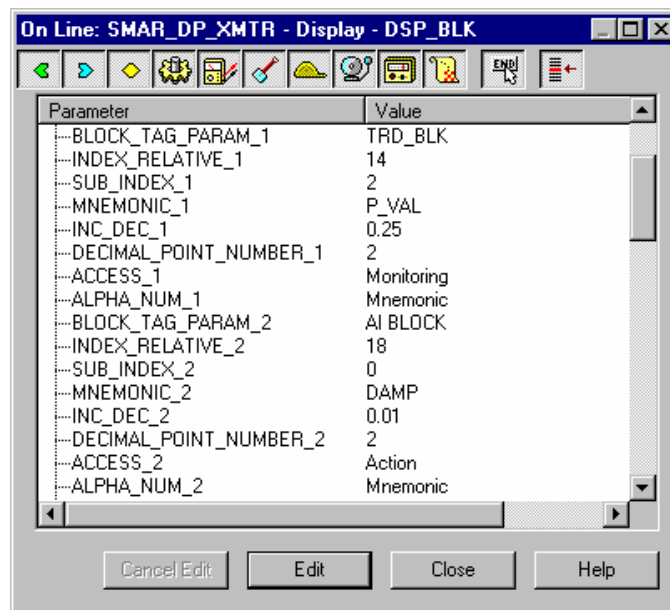 On Line: SMAR_DP_XMTR - Display - DSP_BLK
END!
Parameter Value
BLOCK_TAG_PARAM_1 TRD_BLK
INDEX_RELATIVE_1 14
SUB_INDEX_1 2
MNEMONIC_1 P_VAL
INC_DEC_1 0.25
DECIMAL_POINT_NUMBER_1 2
ACCESS_1 Monitoring
ALPHA_NUM_1 Mnemonic
BLOCK_TAG_PARAM_2 AI BLOCK
INDEX_RELATIVE_2 18
SUB_INDEX_2 0
MNEMONIC_2 DAMP
INC_DEC_2 0.01
DECIMAL_POINT_NUMBER_2 2
ACCESS_2 Action
ALPHA_NUM_2 Mnemonic
Cancel Edit Edit Close Help